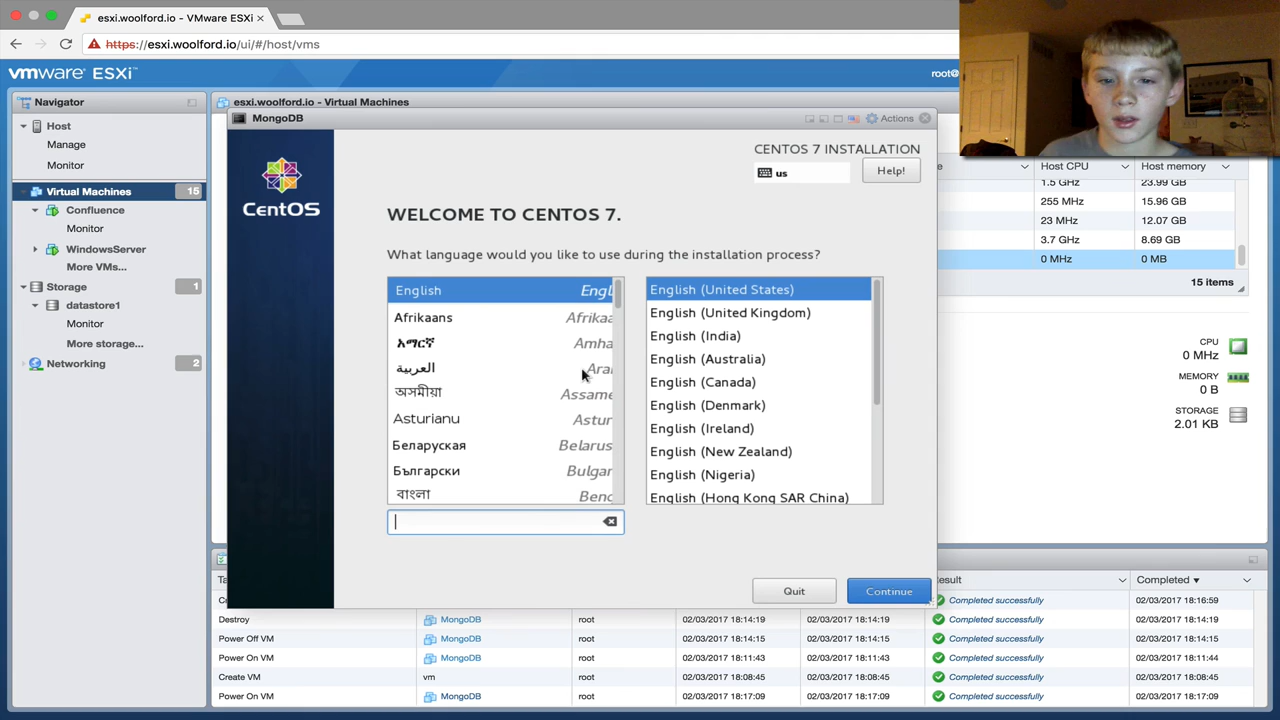 esxi.woolford.io - VMware ESXi
https://esxi.woolford.io/ui/#/host/vms
vmware ESXi™
root@
Navigator
Host
Manage
Monitor
Virtual Machines 15
Confluence
Monitor
WindowsServer
More VMs...
Storage 1
datastore1
Monitor
More storage...
Networking 2
esxi.woolford.io - Virtual Machines
MongoDB
Actions
CentOS
CENTOS 7 INSTALLATION
us
Help!
WELCOME TO CENTOS 7.
What language would you like to use during the installation process?
English Engl
Afrikaans Afrikaa
አማርኛ Amha
العربية Arab
অসমীয়া Assame
Asturianu Astur
Беларуская Belarus
Български Bulgar
বাংলা Beng
English (United States)
English (United Kingdom)
English (India)
English (Australia)
English (Canada)
English (Denmark)
English (Ireland)
English (New Zealand)
English (Nigeria)
English (Hong Kong SAR China)
Quit
Continue
Host CPU Host memory
1.5 GHz 23.99 GB
255 MHz 15.96 GB
23 MHz 12.07 GB
3.7 GHz 8.69 GB
0 MHz 0 MB
15 items
CPU
0 MHz
MEMORY
0 B
STORAGE
2.01 KB
Completed
Completed successfully 02/03/2017 18:16:59
Destroy MongoDB root 02/03/2017 18:14:19 02/03/2017 18:14:19 Completed successfully 02/03/2017 18:14:19
Power Off VM MongoDB root 02/03/2017 18:14:15 02/03/2017 18:14:15 Completed successfully 02/03/2017 18:14:15
Power On VM MongoDB root 02/03/2017 18:11:43 02/03/2017 18:11:43 Completed successfully 02/03/2017 18:11:44
Create VM vm root 02/03/2017 18:08:45 02/03/2017 18:08:45 Completed successfully 02/03/2017 18:08:45
Power On VM MongoDB root 02/03/2017 18:17:09 02/03/2017 18:17:09 Completed successfully 02/03/2017 18:17:09